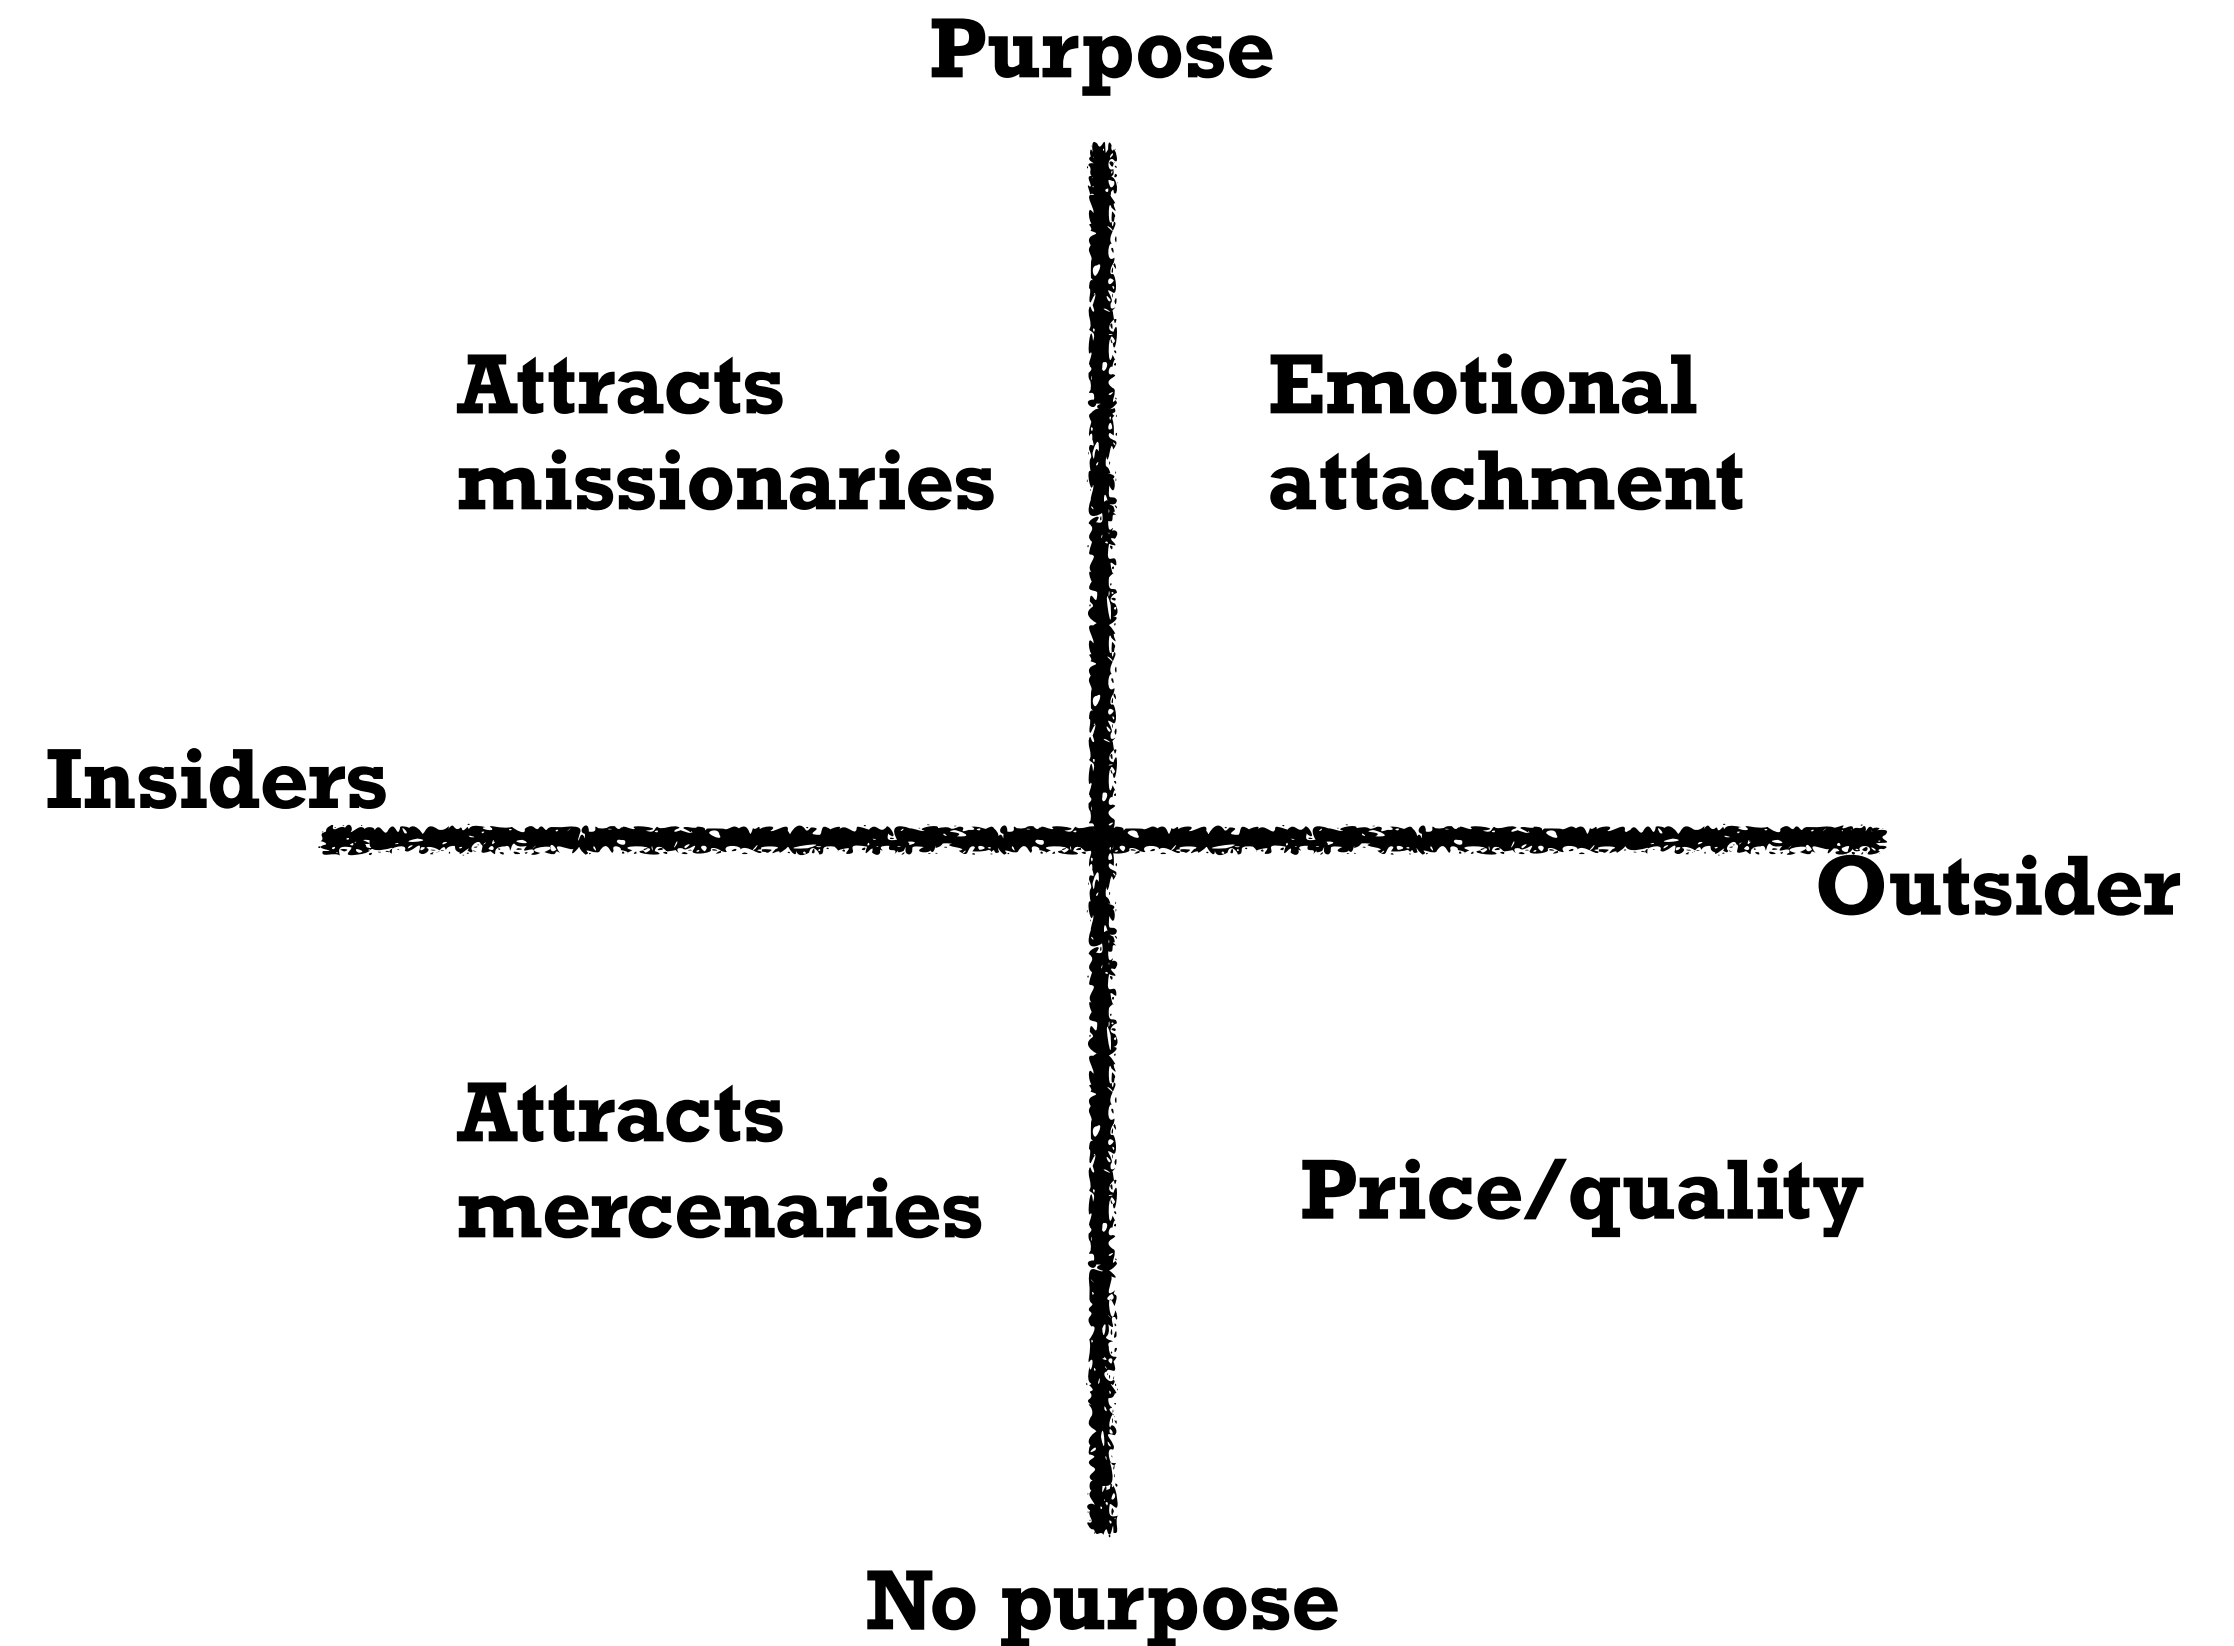 Purpose
Attracts
missionaries
Emotional
attachment
Insiders
Outsider
Attracts
mercenaries
Price/quality
No purpose